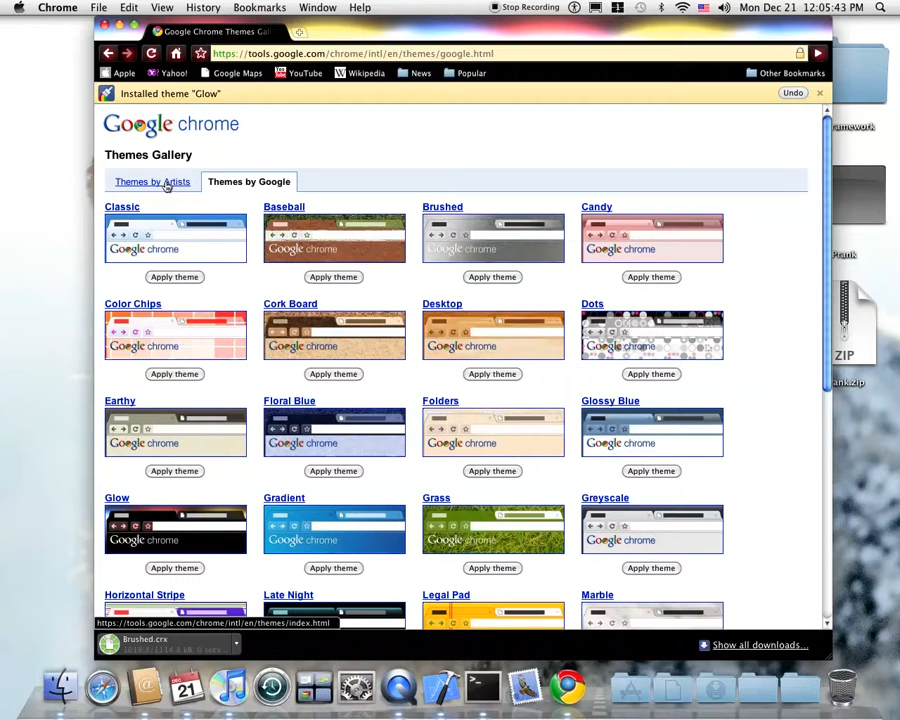 Chrome File Edit View History Bookmarks Window Help Stop Recording Mon Dec 21 12:05:43 AM
Google Chrome Themes Gal
https://tools.google.com/chrome/intl/en/themes/google.html
Apple Yahoo! Google Maps YouTube Wikipedia News Popular Other Bookmarks
Installed theme "Glow" Undo
Google chrome
Themes Gallery
Themes by Artists Themes by Google
Classic Baseball Brushed Candy
Google chrome Google chrome Google chrome Google chrome
Apply theme Apply theme Apply theme Apply theme
Color Chips Cork Board Desktop Dots
Google chrome Google chrome Google chrome Google chrome
Apply theme Apply theme Apply theme Apply theme
Earthy Floral Blue Folders Glossy Blue
Google chrome Google chrome Google chrome Google chrome
Apply theme Apply theme Apply theme Apply theme
Glow Gradient Grass Greyscale
Google chrome Google chrome Google chrome Google chrome
Apply theme Apply theme Apply theme Apply theme
Horizontal Stripe Late Night Legal Pad Marble
https://tools.google.com/chrome/intl/en/themes/index.html
Brushed.crx
Show all downloads...
ramework
Prank
ZIP
ank.zip
DEC
21